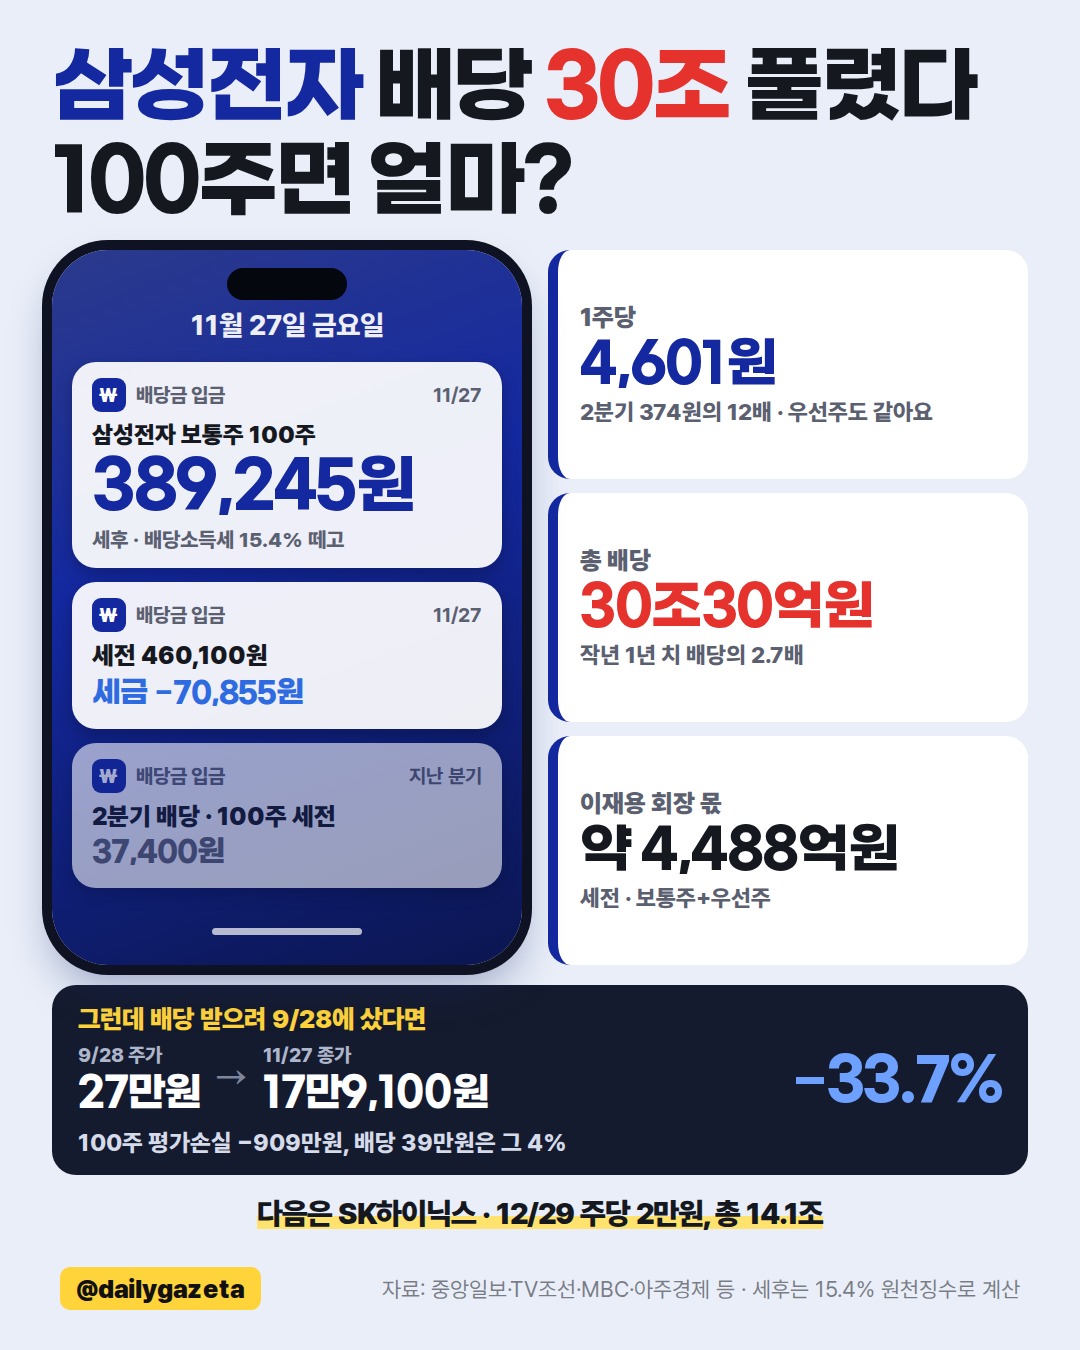 삼성전자 배당 30조 풀렸다
100주면 얼마?
11월 27일 금요일
₩ 배당금 입금 11/27
삼성전자 보통주 100주
389,245원
세후 · 배당소득세 15.4% 떼고
₩ 배당금 입금 11/27
세전 460,100원
세금 −70,855원
₩ 배당금 입금 지난 분기
2분기 배당 · 100주 세전
37,400원
1주당
4,601원
2분기 374원의 12배 · 우선주도 같아요
총 배당
30조30억원
작년 1년 치 배당의 2.7배
이재용 회장 몫
약 4,488억원
세전 · 보통주+우선주
그런데 배당 받으려 9/28에 샀다면
9/28 주가 11/27 종가
27만원 → 17만9,100원
−33.7%
100주 평가손실 −909만원, 배당 39만원은 그 4%
다음은 SK하이닉스 · 12/29 주당 2만원, 총 14.1조
@dailygazeta
자료: 중앙일보·TV조선·MBC·아주경제 등 · 세후는 15.4% 원천징수로 계산